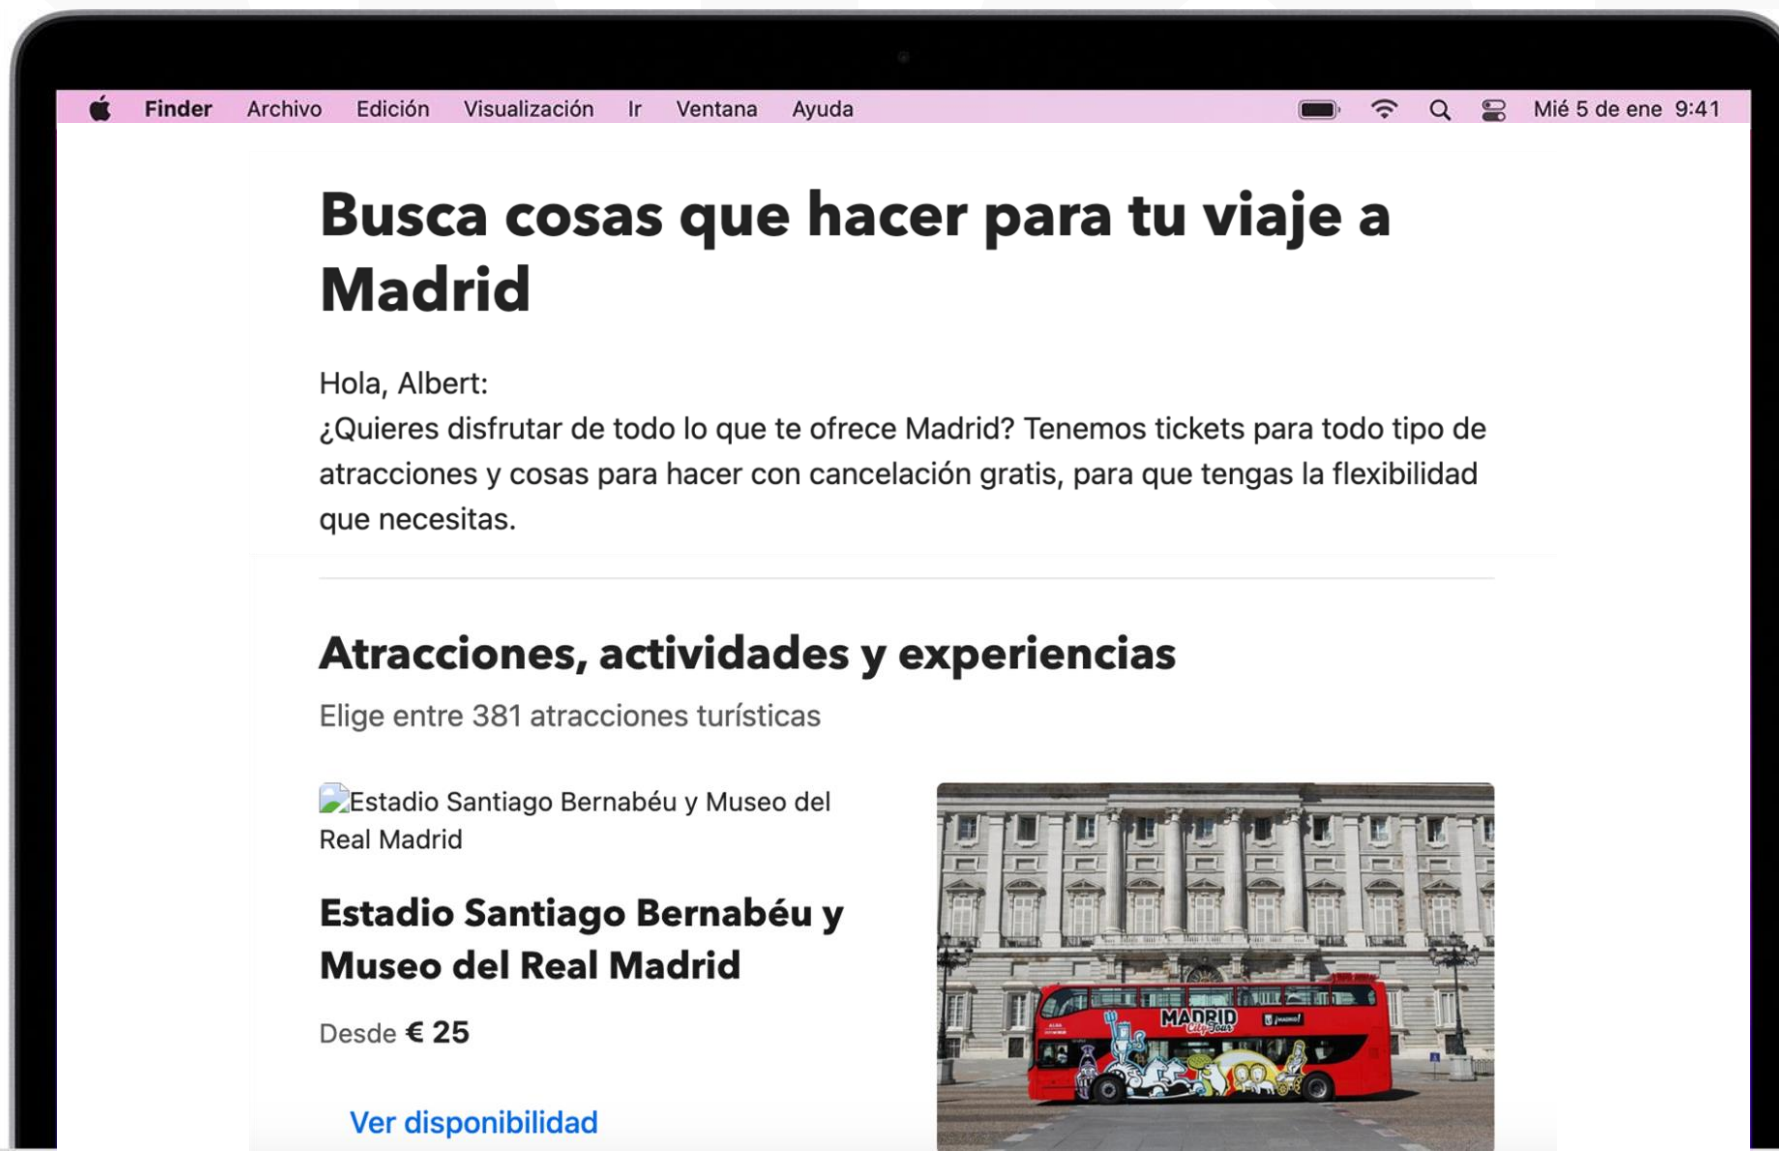 Finder Archivo Edición Visualización Ir Ventana Ayuda Mié 5 de ene 9:41
Busca cosas que hacer para tu viaje a
Madrid
Hola, Albert:
¿Quieres disfrutar de todo lo que te ofrece Madrid? Tenemos tickets para todo tipo de
atracciones y cosas para hacer con cancelación gratis, para que tengas la flexibilidad
que necesitas.
Atracciones, actividades y experiencias
Elige entre 381 atracciones turísticas
Estadio Santiago Bernabéu y Museo del
Real Madrid
Estadio Santiago Bernabéu y
Museo del Real Madrid
Desde € 25
Ver disponibilidad
MADRID
City Tour
¡MADRID!